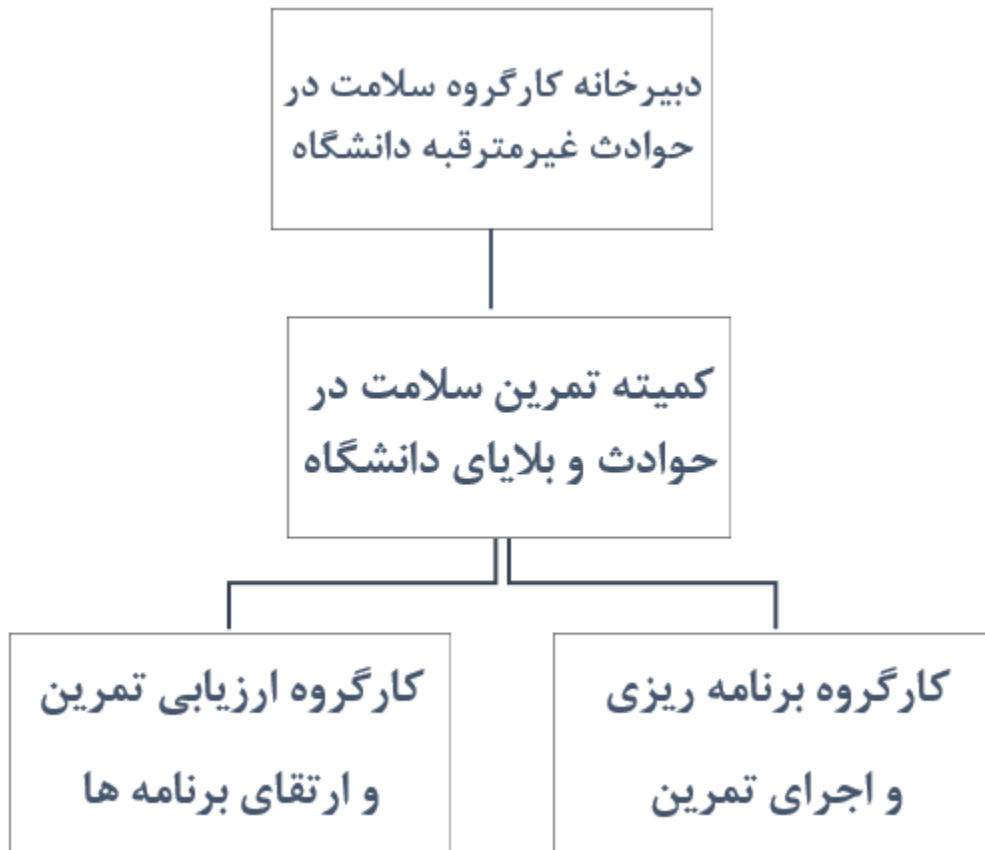 دبیرخانه کارگروه سلامت در
حوادث غیرمترقبه دانشگاه
کمیته تمرین سلامت در
حوادث و بلایای دانشگاه
کارگروه برنامه ریزی
و اجرای تمرین
کارگروه ارزیابی تمرین
و ارتقای برنامه ها